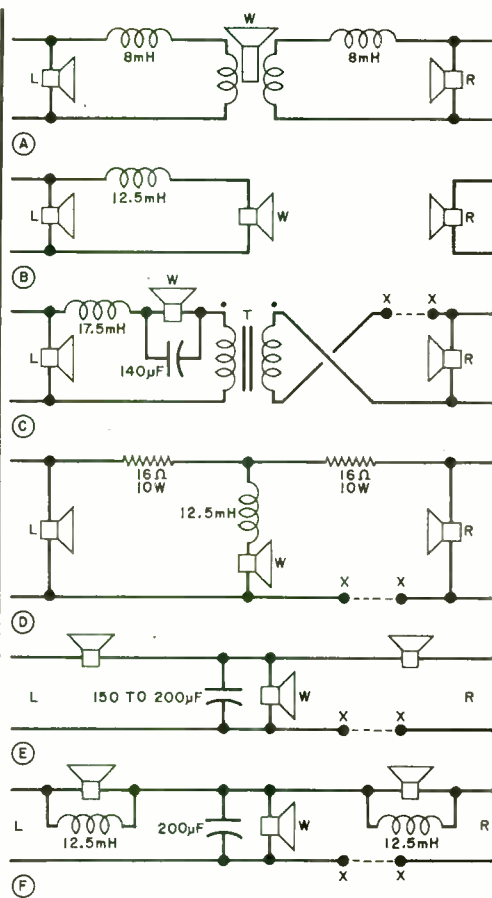 W
8mH 8mH
L R
A
12.5mH
L W R
B
W T X X
17.5mH
L R
140µF
C
16Ω 16Ω
10W 10W
12.5mH
L R
W
X X
D
L 150 TO 200µF W R
X X
E
L 200µF W R
12.5mH 12.5mH
X X
F